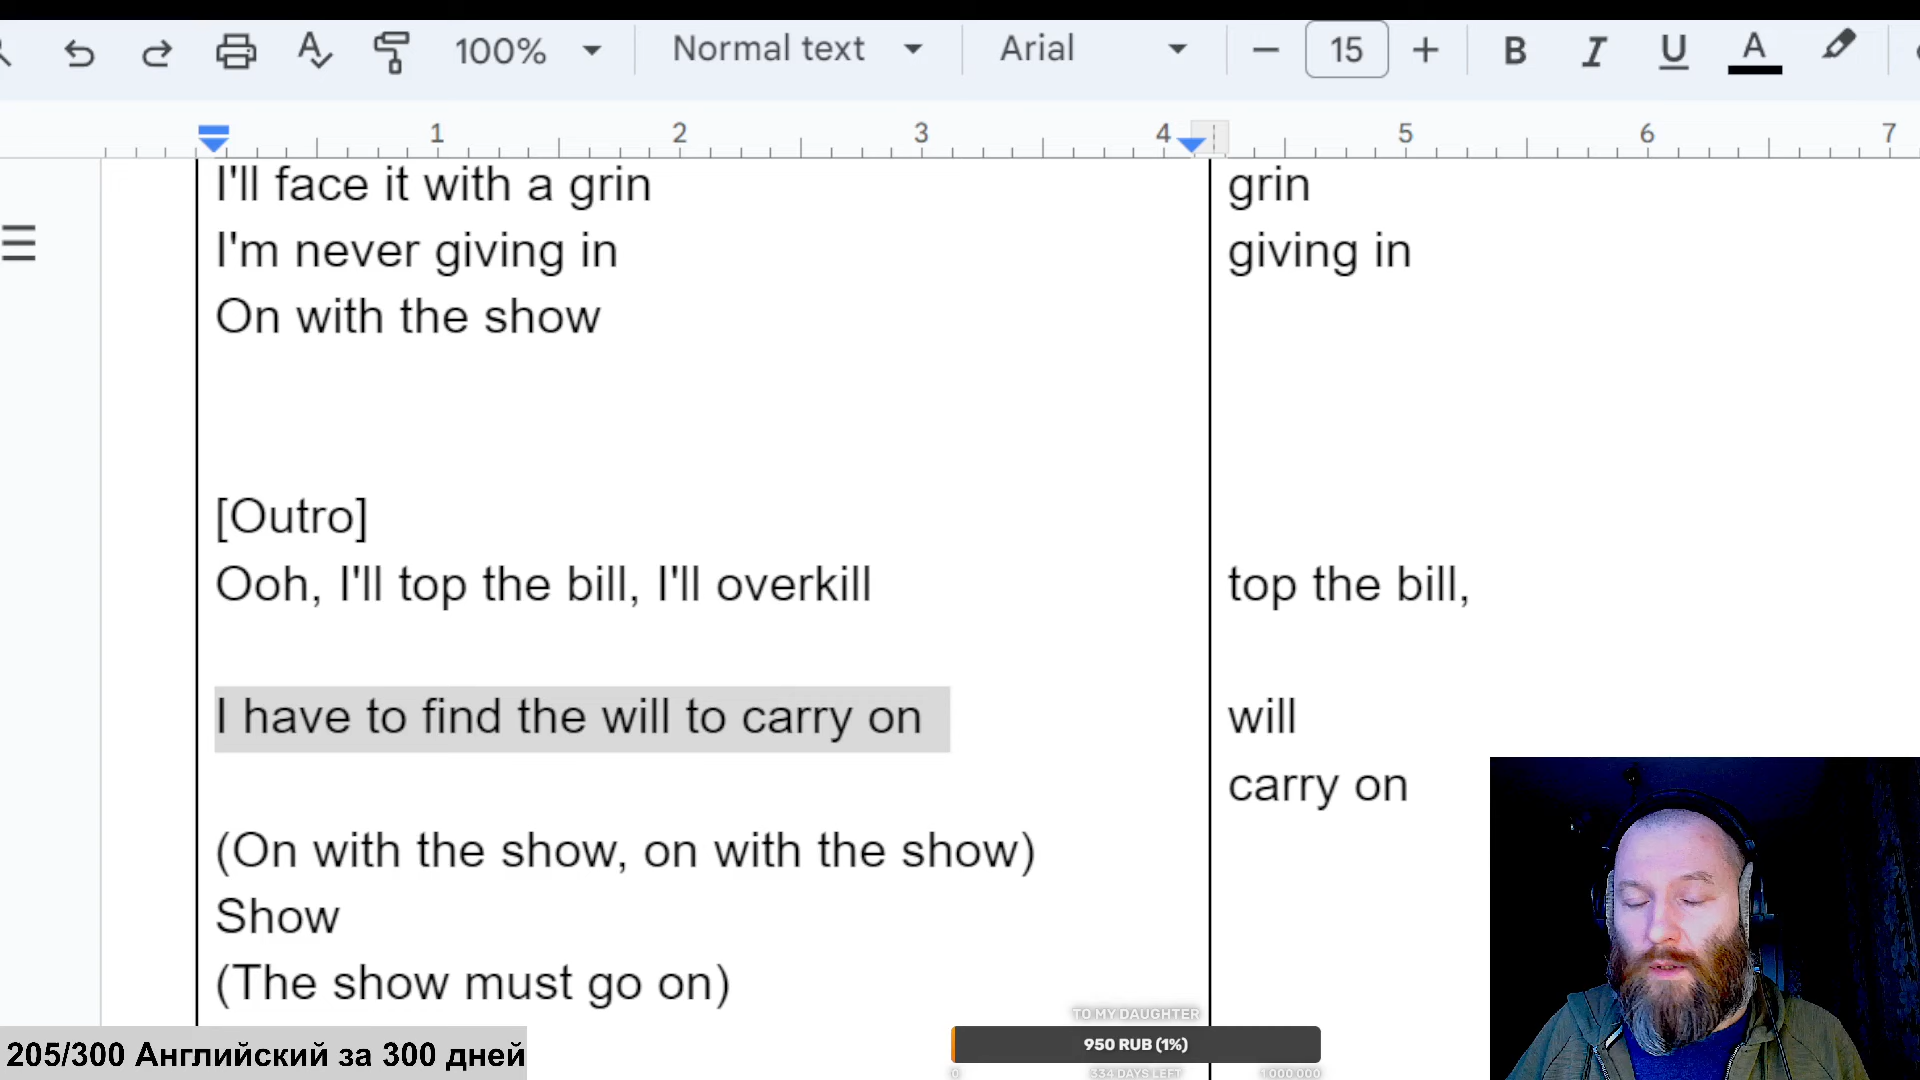 100% Normal text Arial 15 B I U A
1 2 3 4 5 6 7
I'll face it with a grin grin
I'm never giving in giving in
On with the show
[Outro]
Ooh, I'll top the bill, I'll overkill top the bill,
I have to find the will to carry on will
carry on
(On with the show, on with the show)
Show
(The show must go on)
TO MY DAUGHTER
950 RUB (1%)
0 334 DAYS LEFT 1 000 000
205/300 Английский за 300 дней